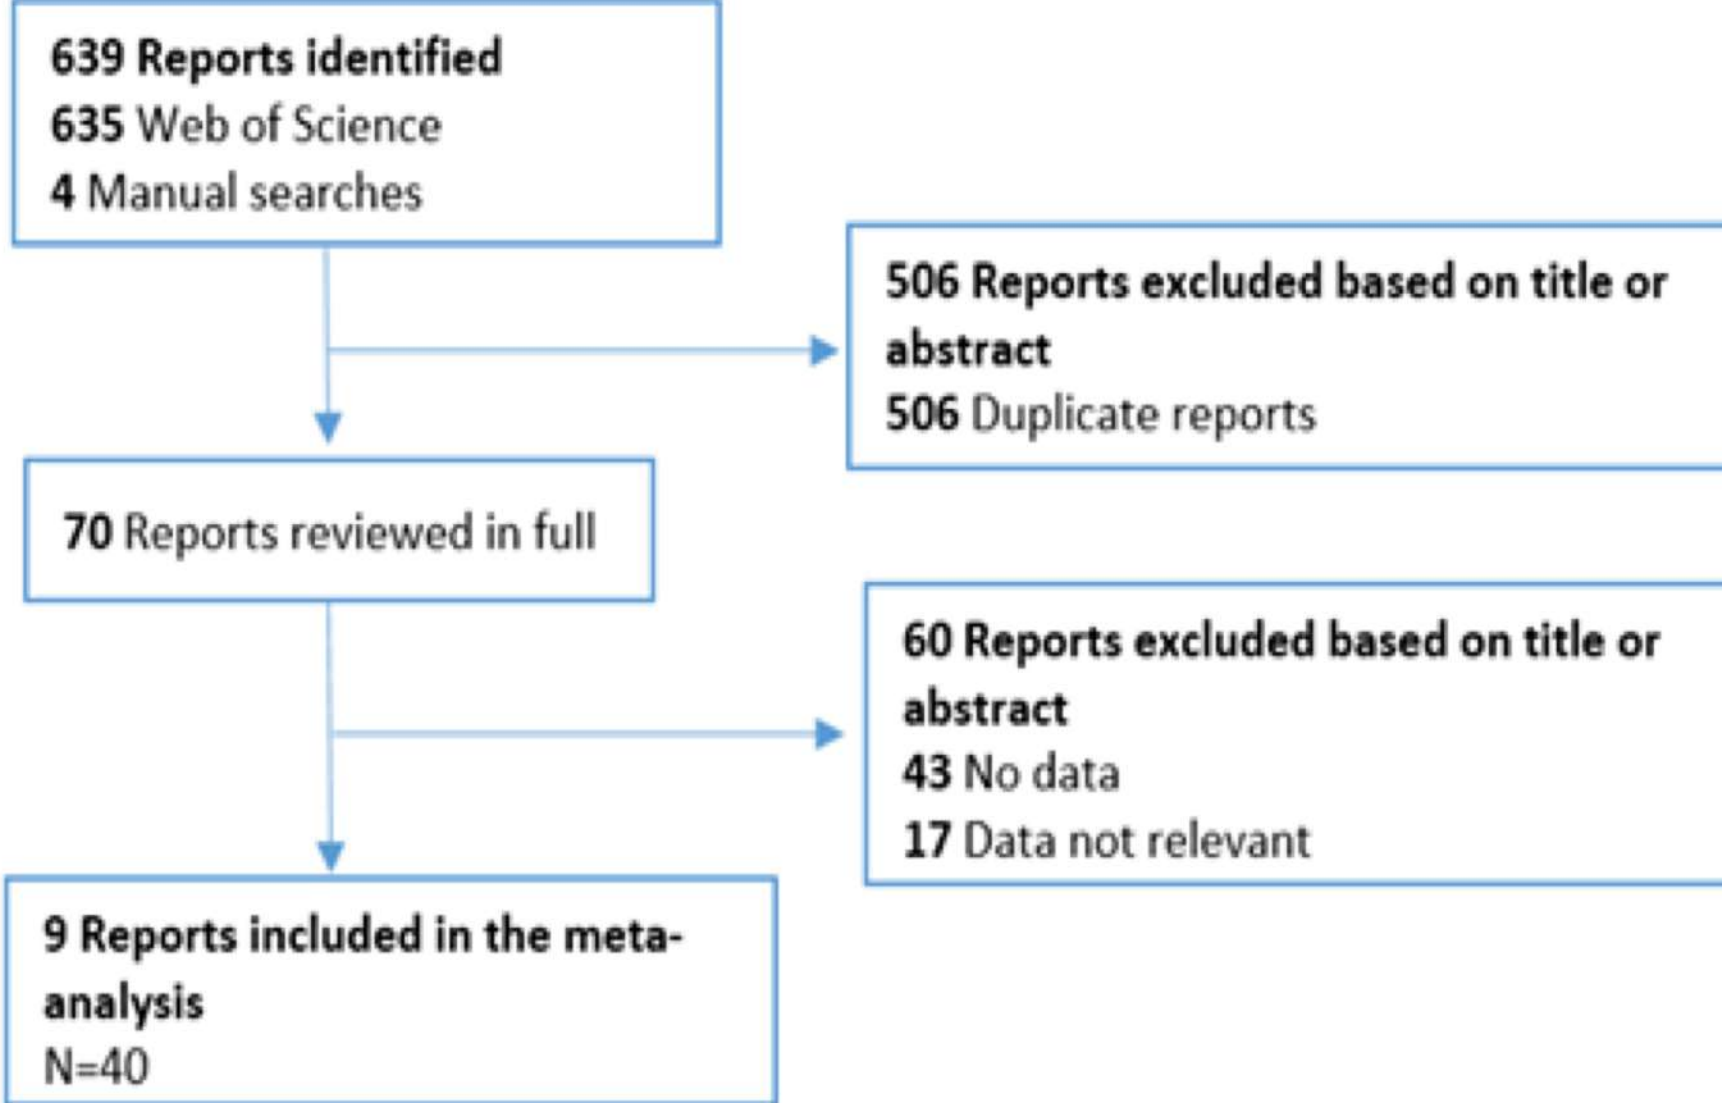 639 Reports identified
635 Web of Science
4 Manual searches
506 Reports excluded based on title or
abstract
506 Duplicate reports
70 Reports reviewed in full
60 Reports excluded based on title or
abstract
43 No data
17 Data not relevant
9 Reports included in the meta-
analysis
N=40